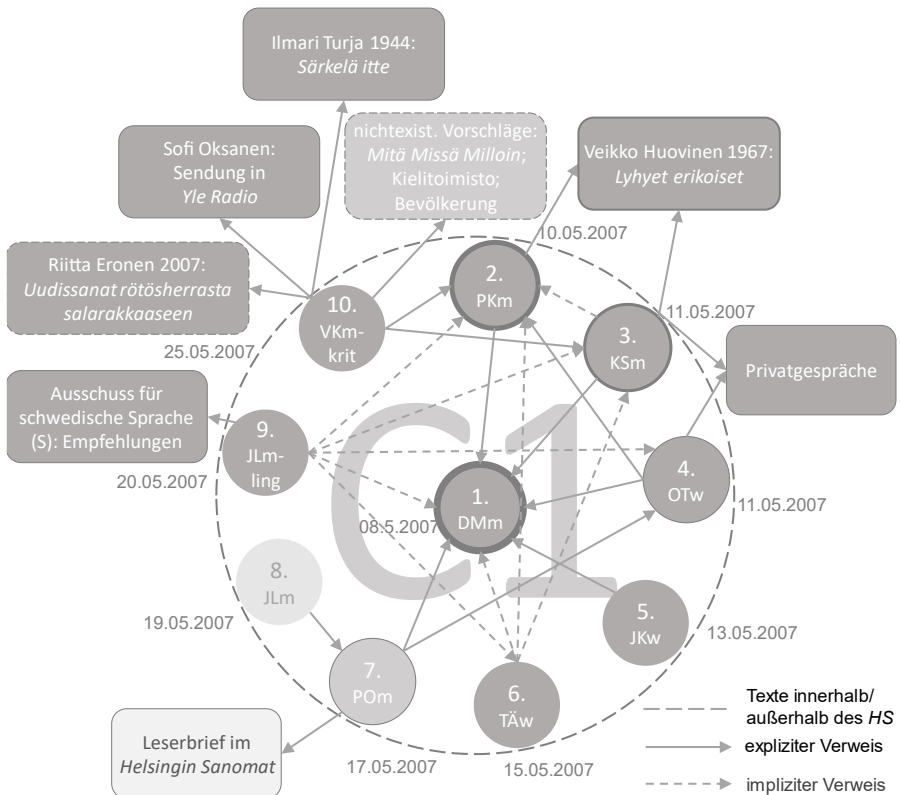 Ilmari Turja 1944:
Särkelä itte
nichtexist. Vorschläge:
Mitä Missä Milloin;
Kielitoimisto;
Bevölkerung
Sofi Oksanen:
Sendung in
Yle Radio
Veikko Huovinen 1967:
Lyhyet erikoiset
10.05.2007
Riitta Eronen 2007:
Uudissanat rötösherrasta
salarakkaaseen
2.
PKm
10.
VKm-
krit
11.05.2007
3.
KSm
25.05.2007
Privatgespräche
Ausschuss für
schwedische Sprache
(S): Empfehlungen
C1
9.
JLm-
ling
4.
OTw
20.05.2007
1.
DMm
08.5.2007
11.05.2007
8.
JLm
5.
JKw
19.05.2007
13.05.2007
7.
POm
6.
TÄw
Texte innerhalb/
außerhalb des HS
Leserbrief im
Helsingin Sanomat
expliziter Verweis
17.05.2007
15.05.2007
impliziter Verweis